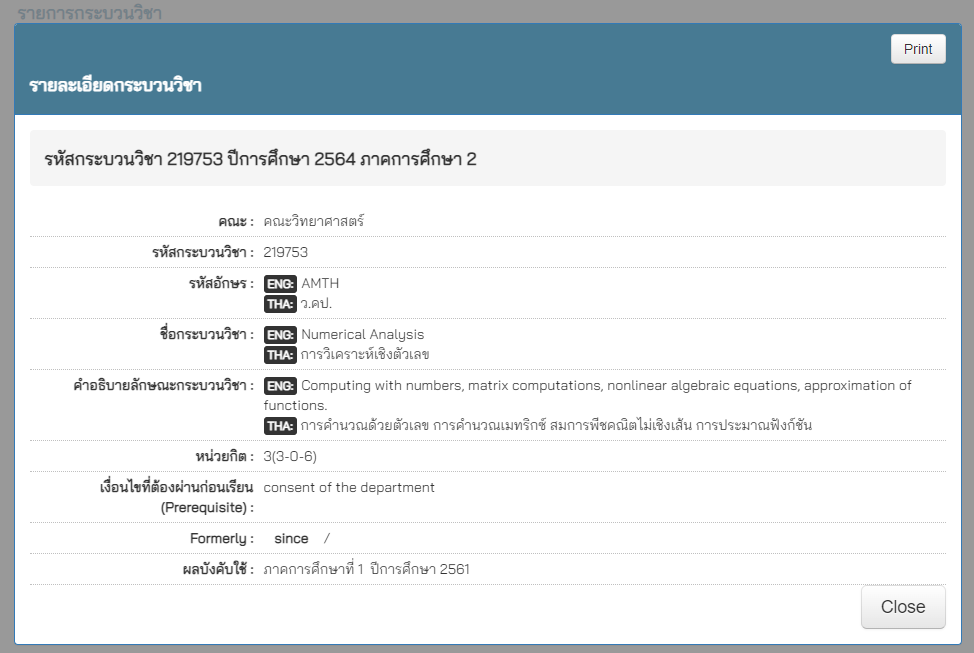 รายการกระบวนวิชา
Print
รายละเอียดกระบวนวิชา
รหัสกระบวนวิชา 219753 ปีการศึกษา 2564 ภาคการศึกษา 2
คณะ : คณะวิทยาศาสตร์
รหัสกระบวนวิชา : 219753
รหัสอักษร : ENG: AMTH
THA: ว.คป.
ชื่อกระบวนวิชา : ENG: Numerical Analysis
THA: การวิเคราะห์เชิงตัวเลข
คำอธิบายลักษณะกระบวนวิชา : ENG: Computing with numbers, matrix computations, nonlinear algebraic equations, approximation of
functions.
THA: การคำนวณด้วยตัวเลข การคำนวณเมทริกซ์ สมการพีชคณิตไม่เชิงเส้น การประมาณฟังก์ชัน
หน่วยกิต : 3(3-0-6)
เงื่อนไขที่ต้องผ่านก่อนเรียน consent of the department
(Prerequisite) :
Formerly : since /
ผลบังคับใช้ : ภาคการศึกษาที่ 1 ปีการศึกษา 2561
Close